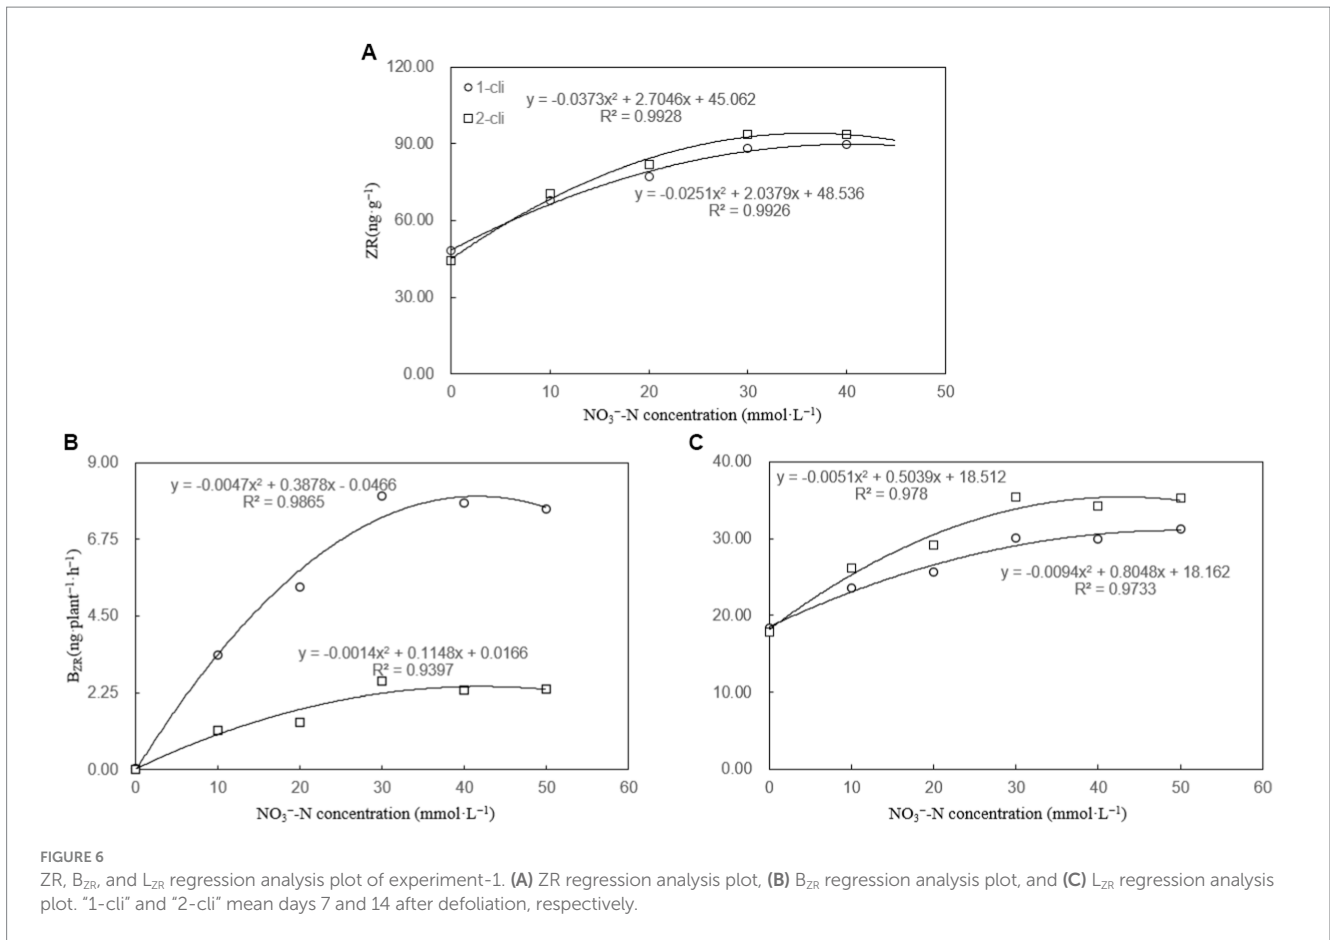 A
120.00
1-cli
y = -0.0373x² + 2.7046x + 45.062
R² = 0.9928
2-cli
90.00
y = -0.0251x² + 2.0379x + 48.536
R² = 0.9926
60.00
30.00
0.00
ZR(ng·g⁻¹)
0 10 20 30 40 50
NO₃⁻-N concentration (mmol·L⁻¹)
B
9.00
y = -0.0047x² + 0.3878x - 0.0466
R² = 0.9865
6.75
4.50
y = -0.0014x² + 0.1148x + 0.0166
R² = 0.9397
2.25
0.00
B_ZR(ng·plant⁻¹·h⁻¹)
0 10 20 30 40 50 60
NO₃⁻-N concentration (mmol·L⁻¹)
C
40.00
y = -0.0051x² + 0.5039x + 18.512
R² = 0.978
30.00
y = -0.0094x² + 0.8048x + 18.162
R² = 0.9733
20.00
10.00
0.00
0 10 20 30 40 50 60
NO₃⁻-N concentration (mmol·L⁻¹)
FIGURE 6
ZR, B_ZR, and L_ZR regression analysis plot of experiment-1. (A) ZR regression analysis plot, (B) B_ZR regression analysis plot, and (C) L_ZR regression analysis
plot. “1-cli” and “2-cli” mean days 7 and 14 after defoliation, respectively.